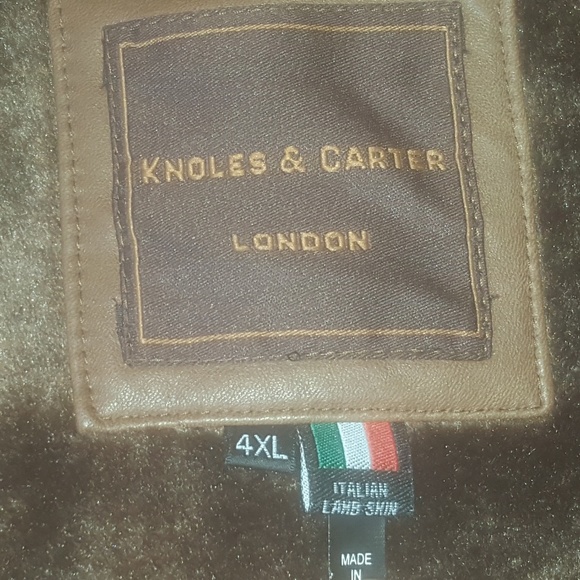 KNOLES & CARTER
LONDON
4XL
ITALIAN
LAMB SKIN
MADE
IN